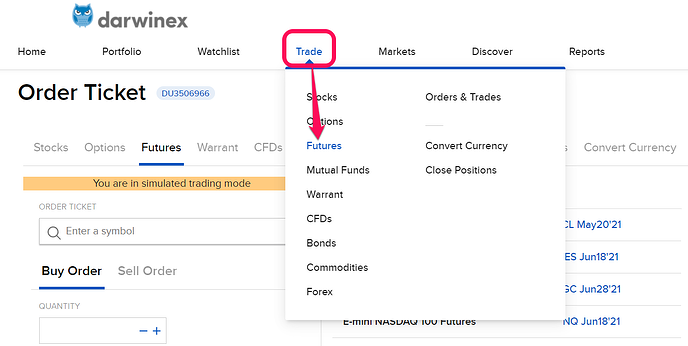 darwinex
Home Portfolio Watchlist Trade Markets Discover Reports
Order Ticket DU3506966
Stocks Orders & Trades
Options
Stocks Options Futures Warrant CFDs Futures Convert Currency s Convert Currency
Mutual Funds Close Positions
You are in simulated trading mode
Warrant
ORDER TICKET
CFDs CL May20'21
Enter a symbol
Bonds ES Jun18'21
Buy Order Sell Order
Commodities GC Jun28'21
Forex
QUANTITY
E-mini NASDAQ 100 Futures NQ Jun18'21
− +